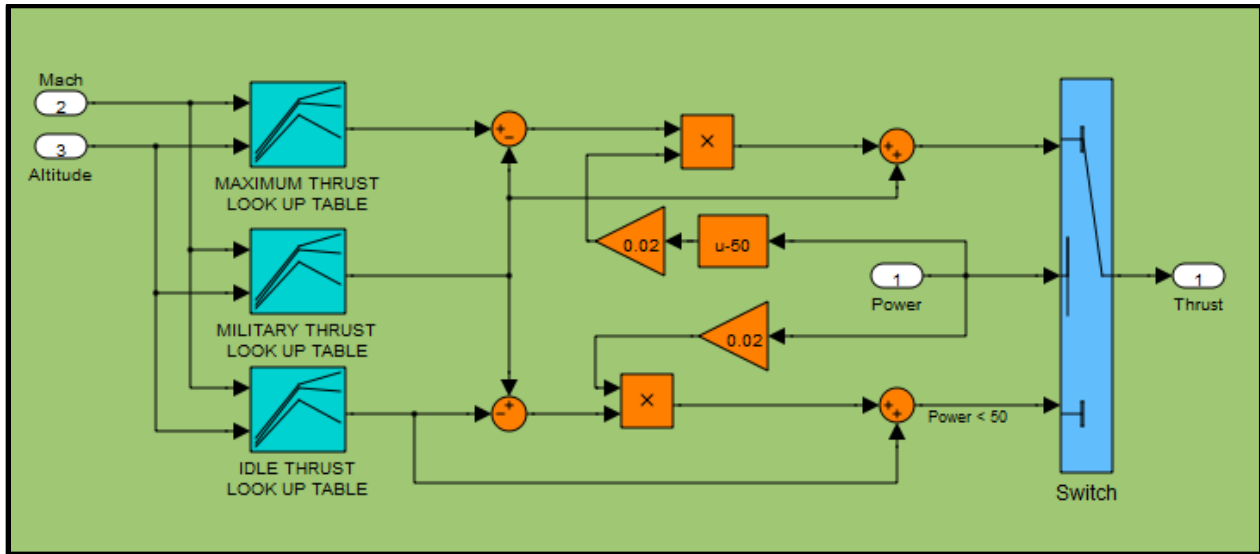 Mach
2
3
Altitude
MAXIMUM THRUST
LOOK UP TABLE
MILITARY THRUST
LOOK UP TABLE
IDLE THRUST
LOOK UP TABLE
+
−
×
+
+
0.02
u-50
1
Power
0.02
−
+
×
+
+
Power < 50
Switch
1
Thrust